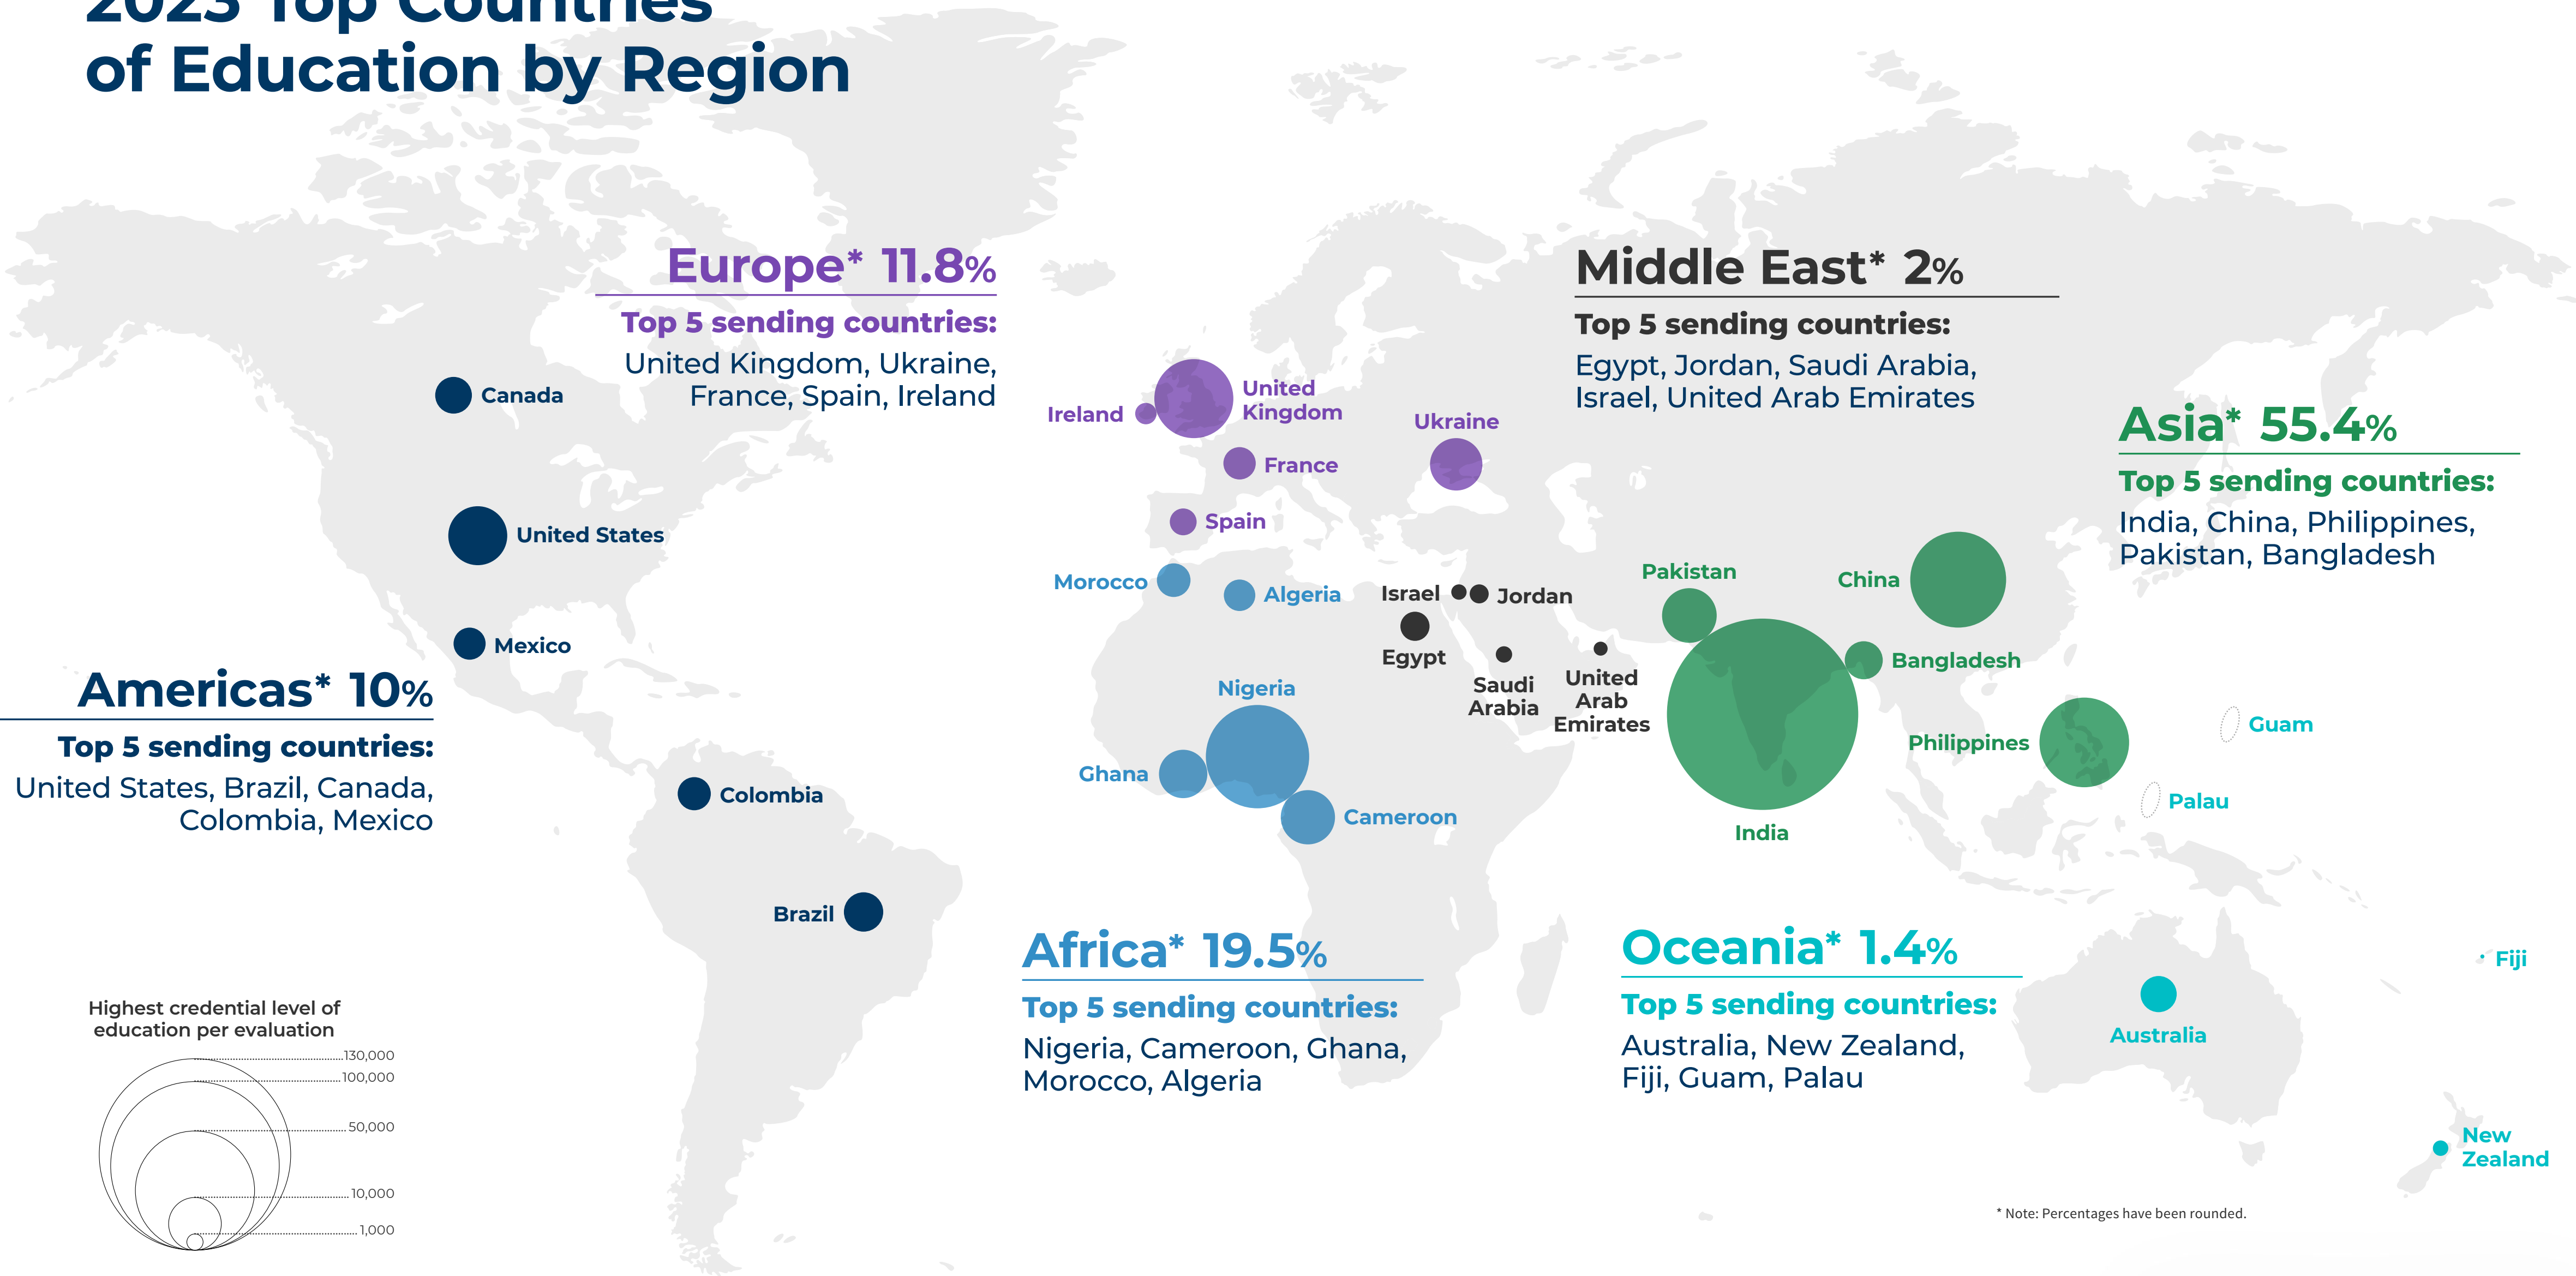 2023 Top Countries
of Education by Region
Europe* 11.8%
Top 5 sending countries:
United Kingdom, Ukraine,
France, Spain, Ireland
Middle East* 2%
Top 5 sending countries:
Egypt, Jordan, Saudi Arabia,
Israel, United Arab Emirates
Asia* 55.4%
Top 5 sending countries:
India, China, Philippines,
Pakistan, Bangladesh
Canada
United States
Mexico
Ireland
United
Kingdom
Ukraine
France
Spain
Morocco
Algeria
Israel
Jordan
Egypt
Saudi
Arabia
United
Arab
Emirates
Pakistan
China
Bangladesh
India
Philippines
Guam
Palau
Americas* 10%
Top 5 sending countries:
United States, Brazil, Canada,
Colombia, Mexico
Colombia
Brazil
Nigeria
Ghana
Cameroon
Africa* 19.5%
Top 5 sending countries:
Nigeria, Cameroon, Ghana,
Morocco, Algeria
Oceania* 1.4%
Top 5 sending countries:
Australia, New Zealand,
Fiji, Guam, Palau
Fiji
Australia
New
Zealand
Highest credential level of
education per evaluation
130,000
100,000
50,000
10,000
1,000
* Note: Percentages have been rounded.